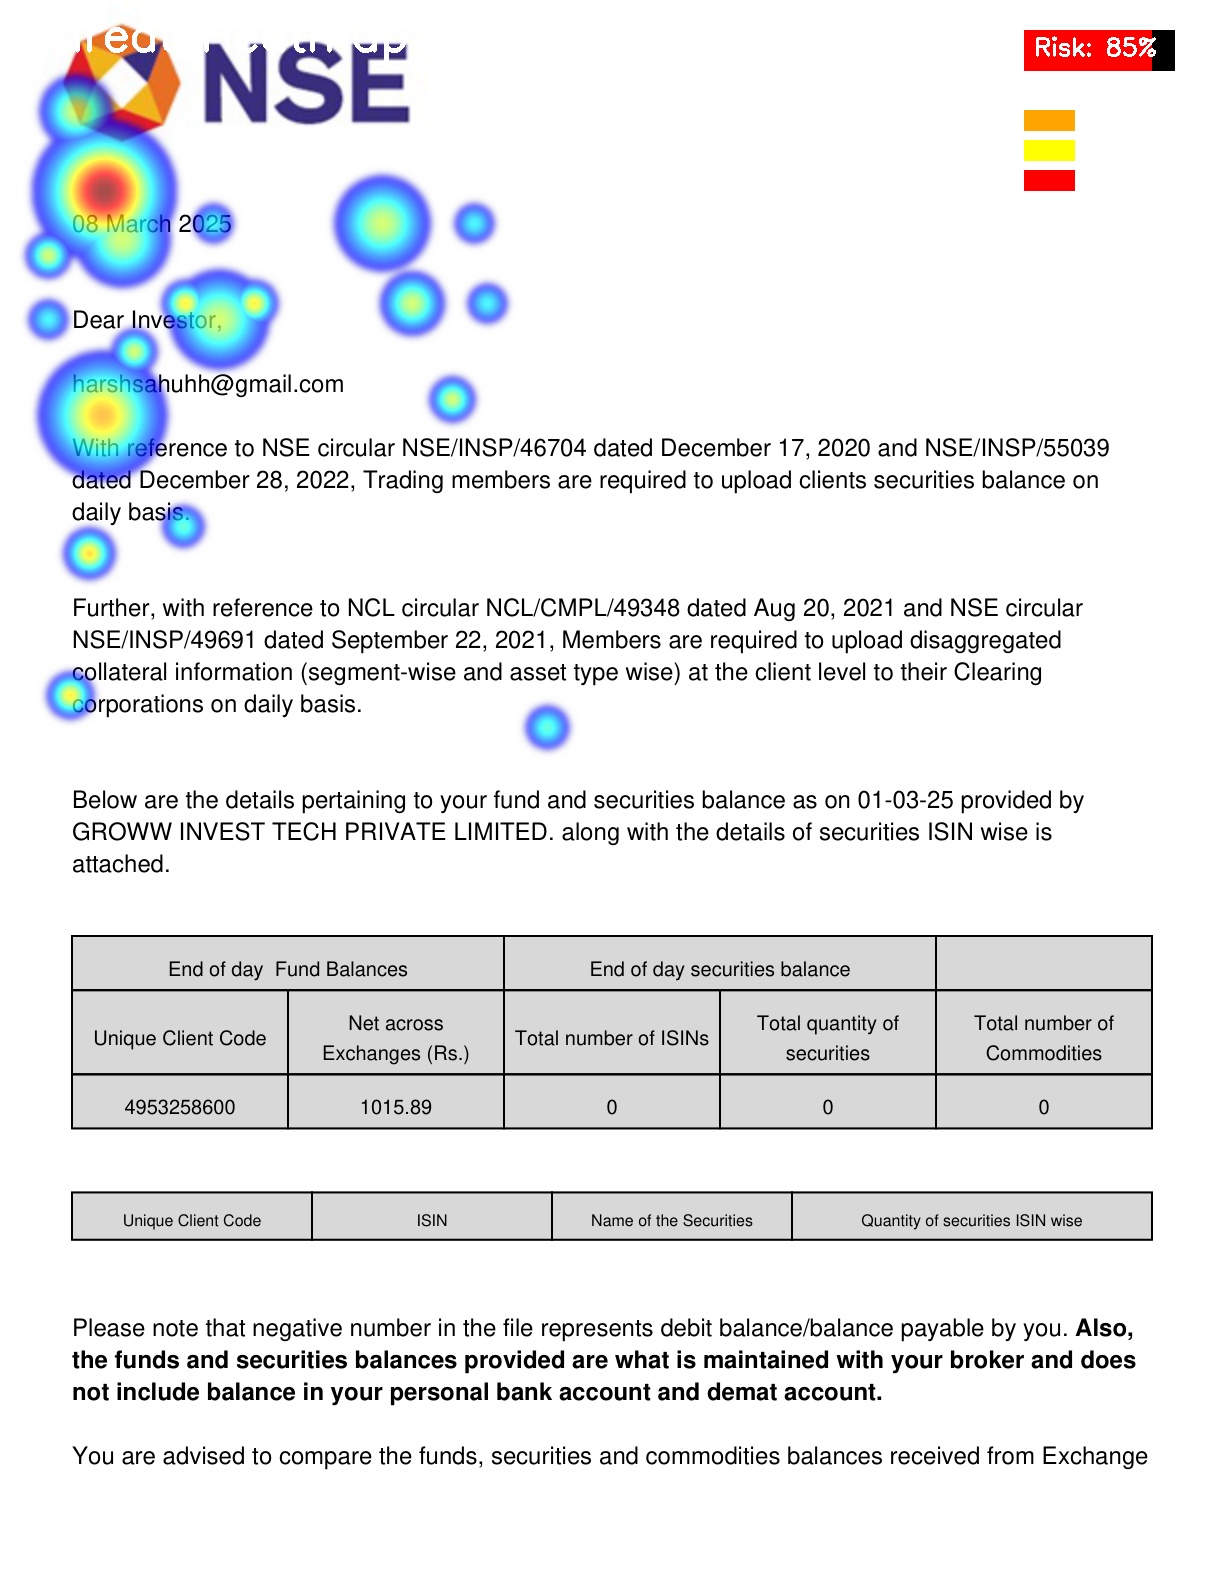 NSE
Risk: 85%
08 March 2025
Dear Investor,
harshsahuhh@gmail.com
With reference to NSE circular NSE/INSP/46704 dated December 17, 2020 and NSE/INSP/55039
dated December 28, 2022, Trading members are required to upload clients securities balance on
daily basis.
Further, with reference to NCL circular NCL/CMPL/49348 dated Aug 20, 2021 and NSE circular
NSE/INSP/49691 dated September 22, 2021, Members are required to upload disaggregated
collateral information (segment-wise and asset type wise) at the client level to their Clearing
corporations on daily basis.
Below are the details pertaining to your fund and securities balance as on 01-03-25 provided by
GROWW INVEST TECH PRIVATE LIMITED. along with the details of securities ISIN wise is
attached.
End of day Fund Balances End of day securities balance
Unique Client Code Net across Exchanges (Rs.) Total number of ISINs Total quantity of securities Total number of Commodities
4953258600 1015.89 0 0 0
Unique Client Code ISIN Name of the Securities Quantity of securities ISIN wise
Please note that negative number in the file represents debit balance/balance payable by you. Also,
the funds and securities balances provided are what is maintained with your broker and does
not include balance in your personal bank account and demat account.
You are advised to compare the funds, securities and commodities balances received from Exchange